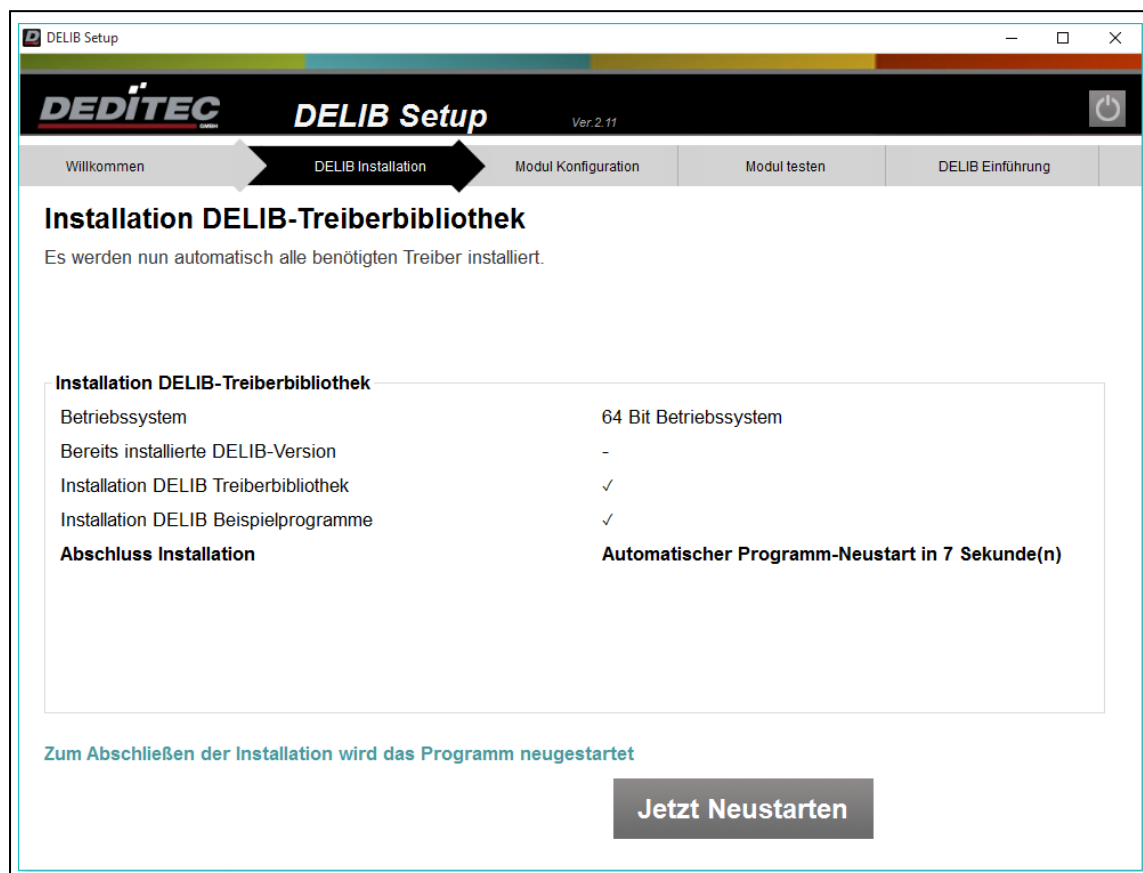 DELIB Setup
DEDITEC
GMBH
DELIB Setup
Ver.2.11
Willkommen
DELIB Installation
Modul Konfiguration
Modul testen
DELIB Einführung
Installation DELIB-Treiberbibliothek
Es werden nun automatisch alle benötigten Treiber installiert.
Installation DELIB-Treiberbibliothek
Betriebssystem 64 Bit Betriebssystem
Bereits installierte DELIB-Version -
Installation DELIB Treiberbibliothek ✓
Installation DELIB Beispielprogramme ✓
Abschluss Installation Automatischer Programm-Neustart in 7 Sekunde(n)
Zum Abschließen der Installation wird das Programm neugestartet
Jetzt Neustarten